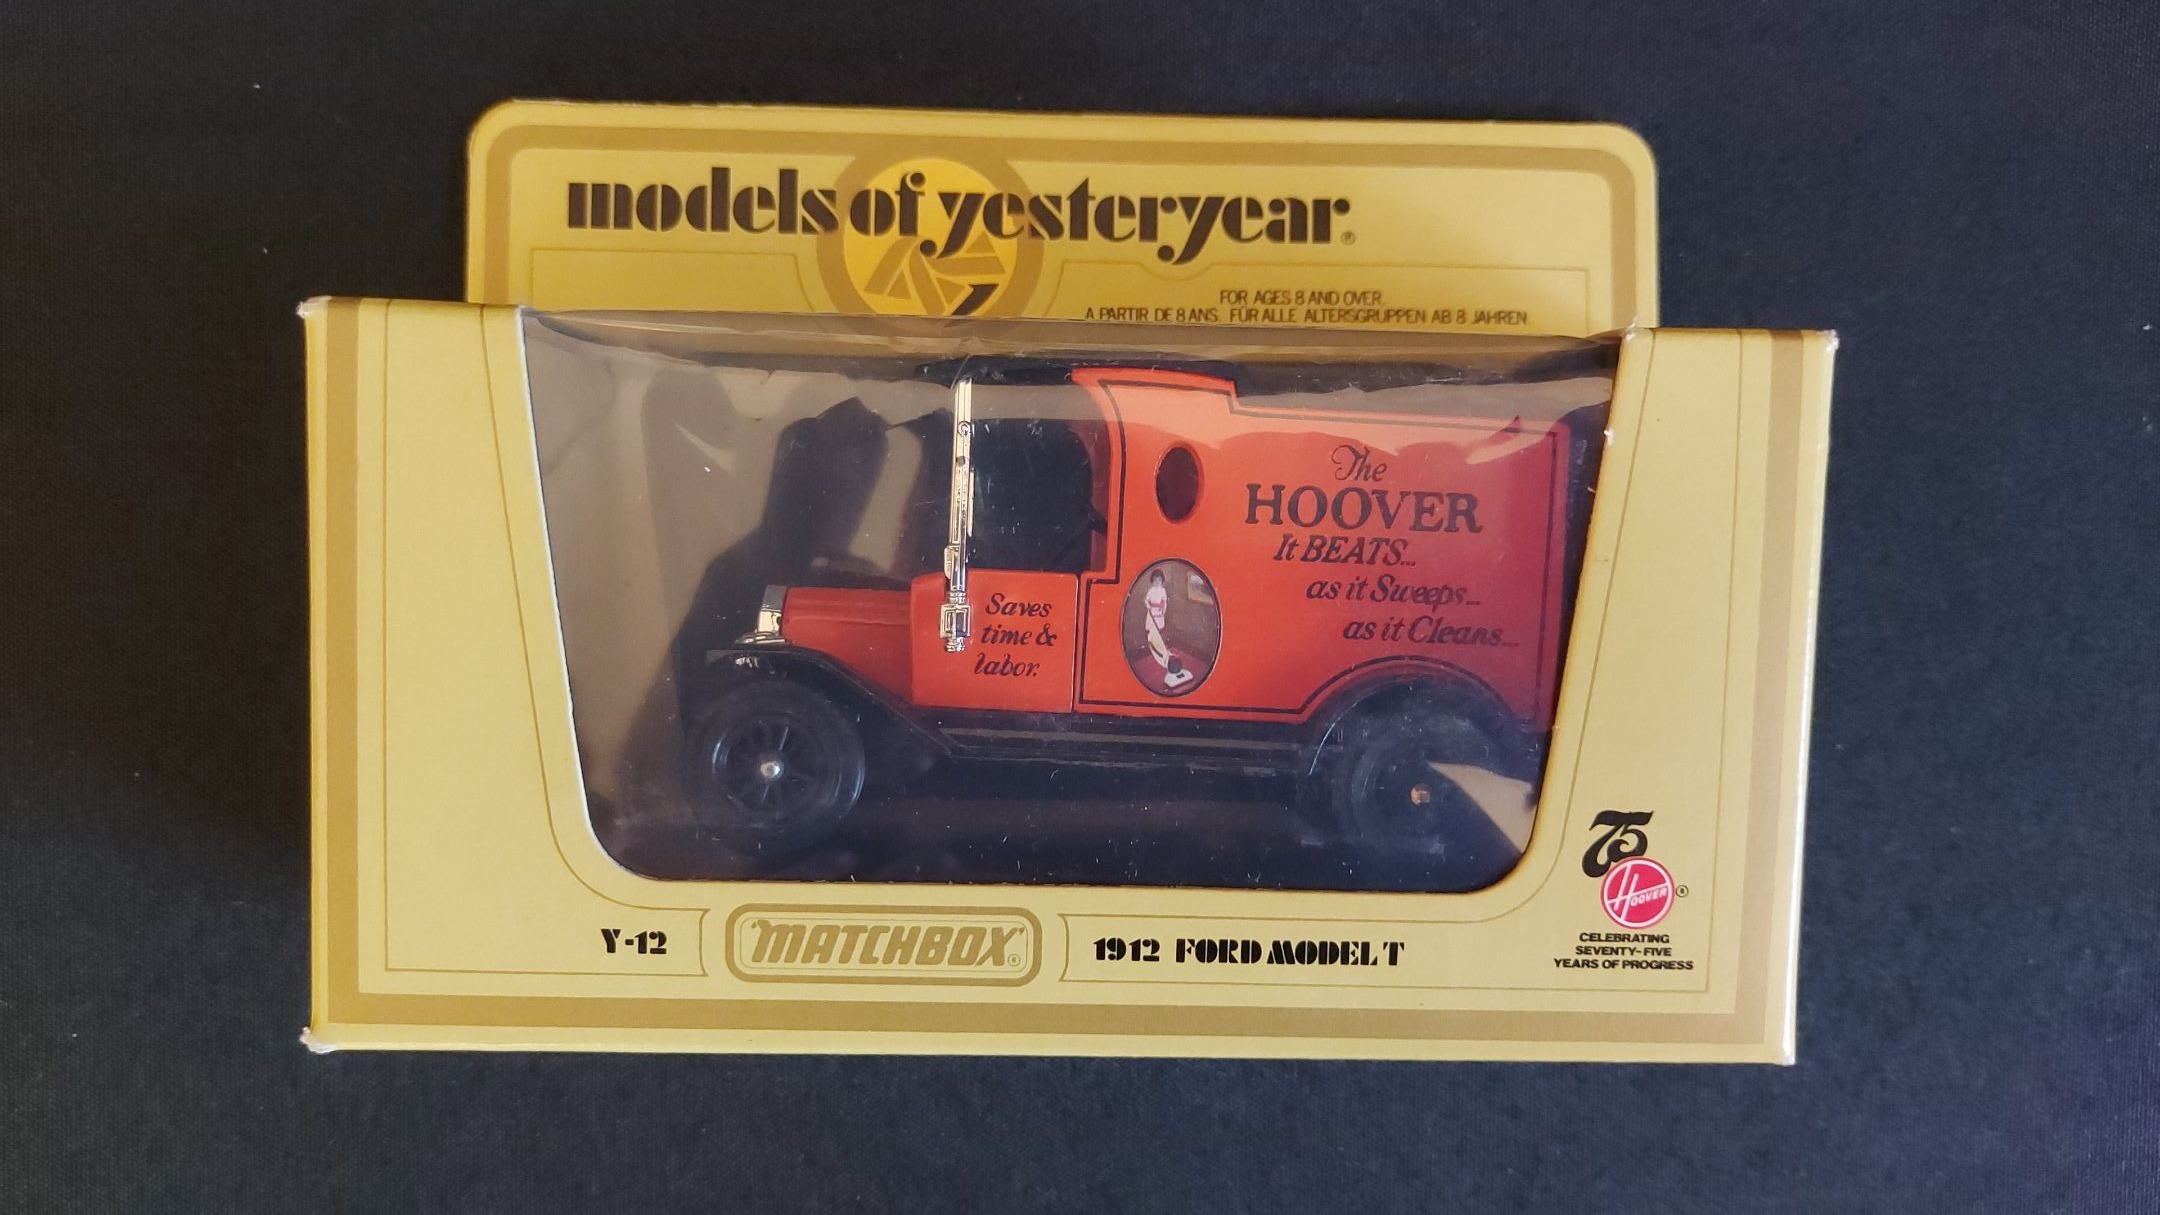 models of yesteryear®
FOR AGES 8 AND OVER.
A PARTIR DE 8 ANS. FÜR ALLE ALTERSGRUPPEN AB 8 JAHREN
The
HOOVER
It BEATS...
as it Sweeps...
as it Cleans...
Saves
time &
labor.
75
HOOVER ®
CELEBRATING
SEVENTY-FIVE
YEARS OF PROGRESS
Y-12
"MATCHBOX"®
1912 FORD MODEL T